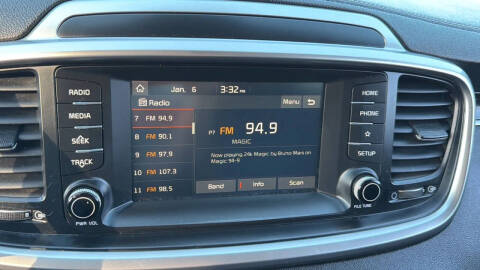 Jan. 6 3:32 PM
Radio Menu
7 FM 94.9
8 FM 90.1
9 FM 97.9
10 FM 107.3
11 FM 98.5
P7 FM 94.9
MAGIC
Now playing 24k Magic by Bruno Mars on
Magic 94-9
Band Info Scan
RADIO
MEDIA
SEEK
TRACK
PWR VOL
HOME
PHONE
SETUP
FILE TUNE